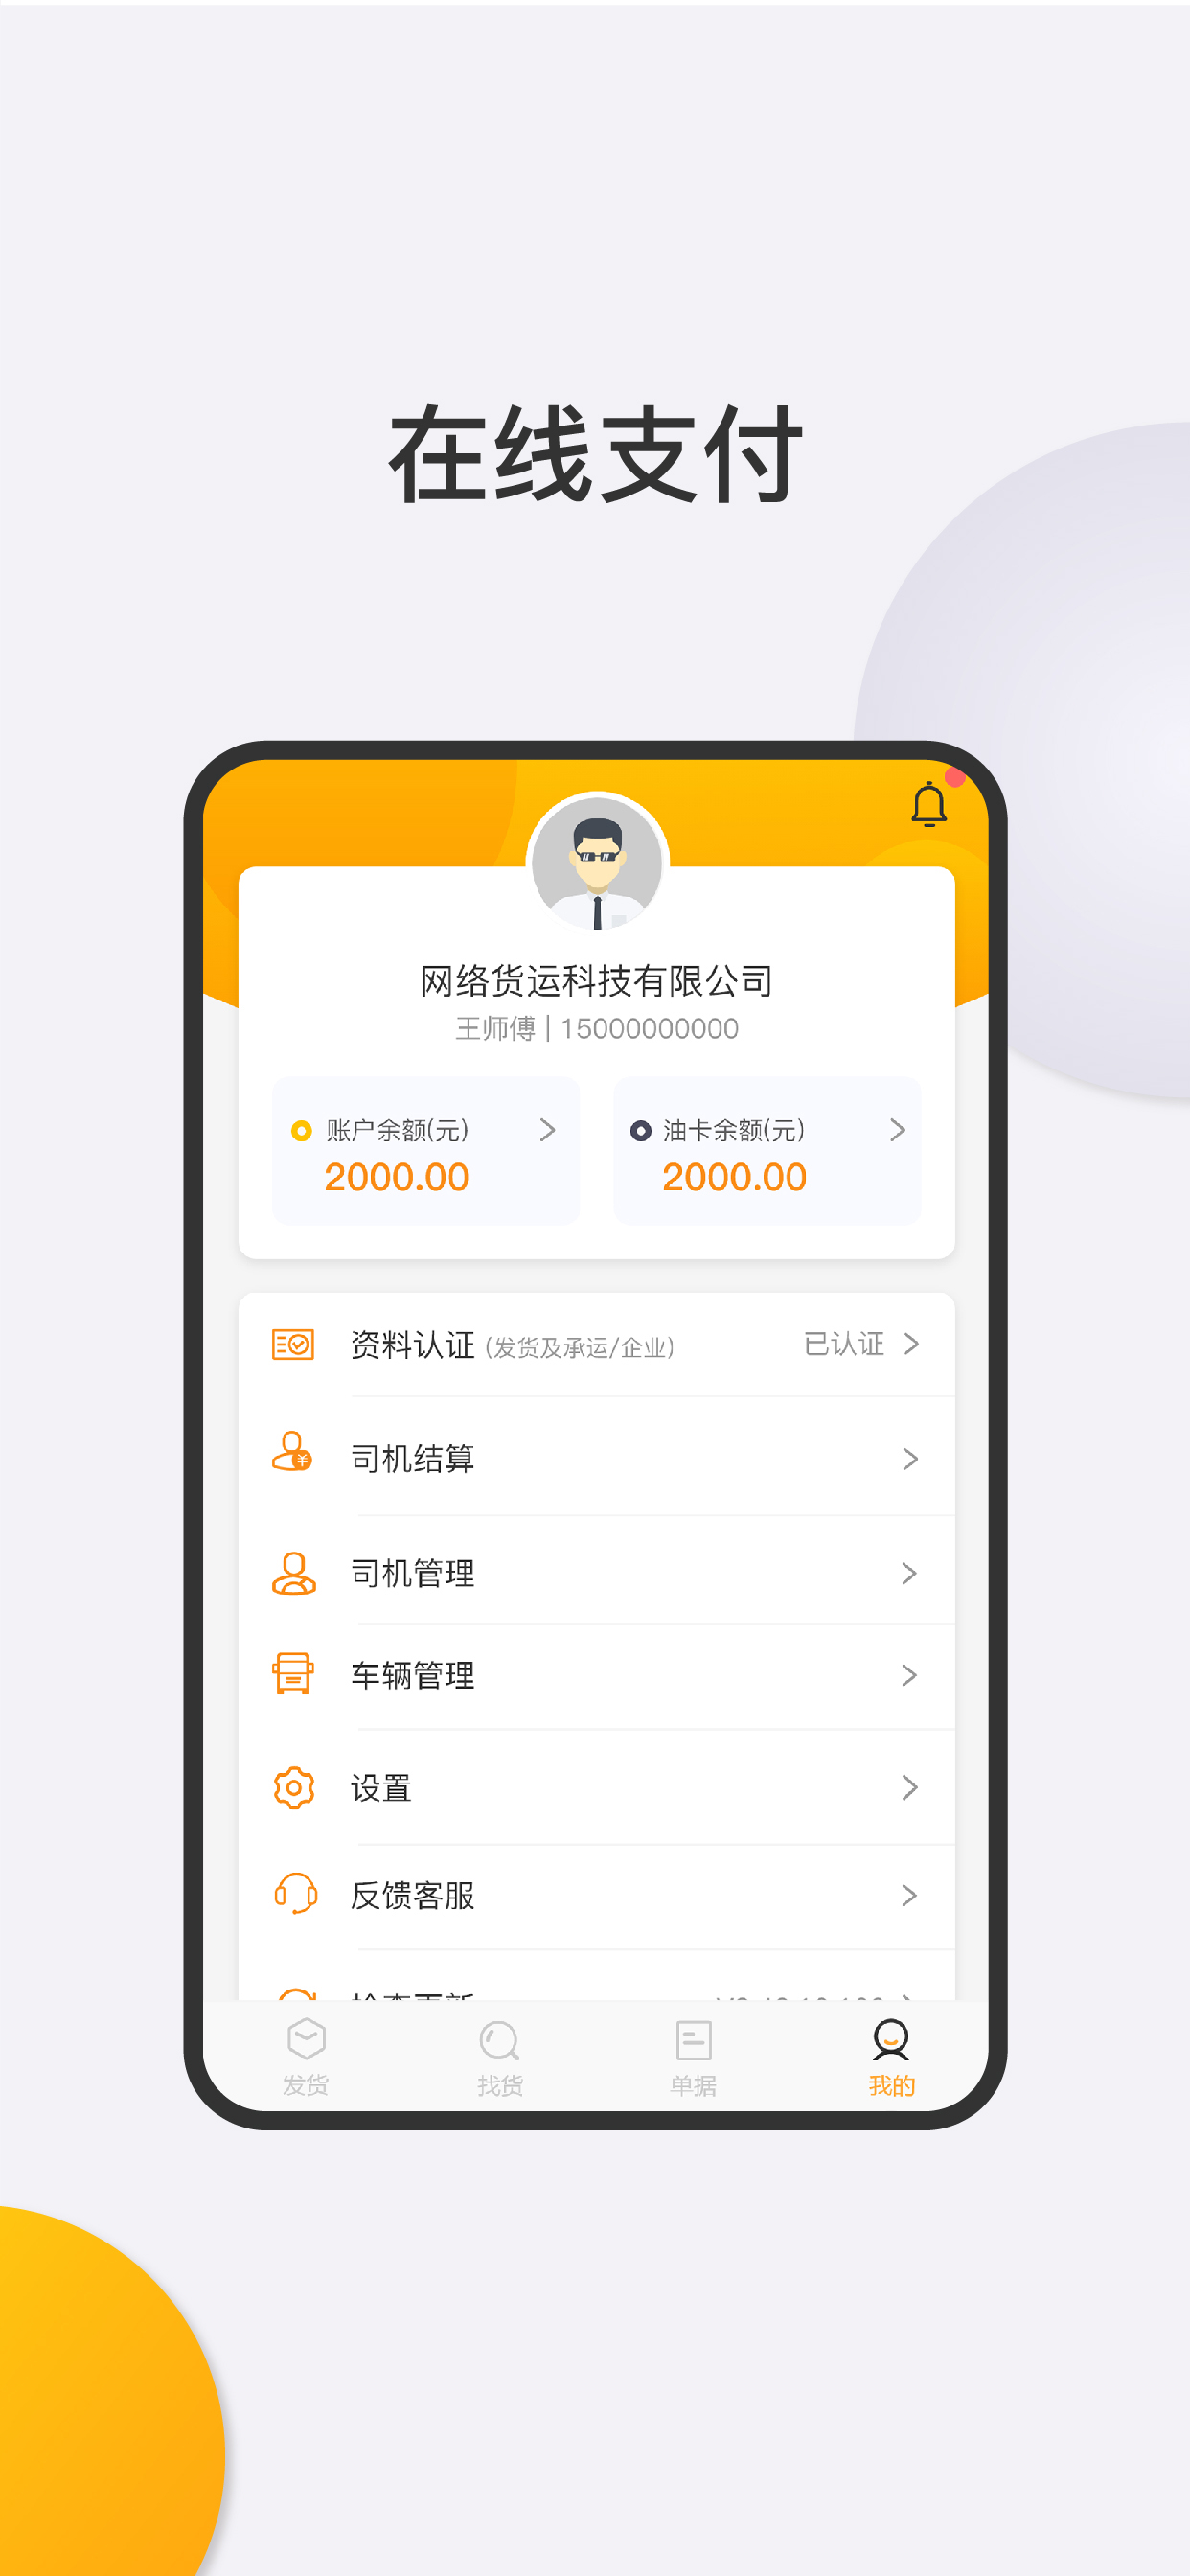 在线支付
网络货运科技有限公司
王师傅 | 15000000000
账户余额(元)
2000.00
油卡余额(元)
2000.00
资料认证 (发货及承运/企业) 已认证
司机结算
司机管理
车辆管理
设置
反馈客服
发货
找货
单据
我的